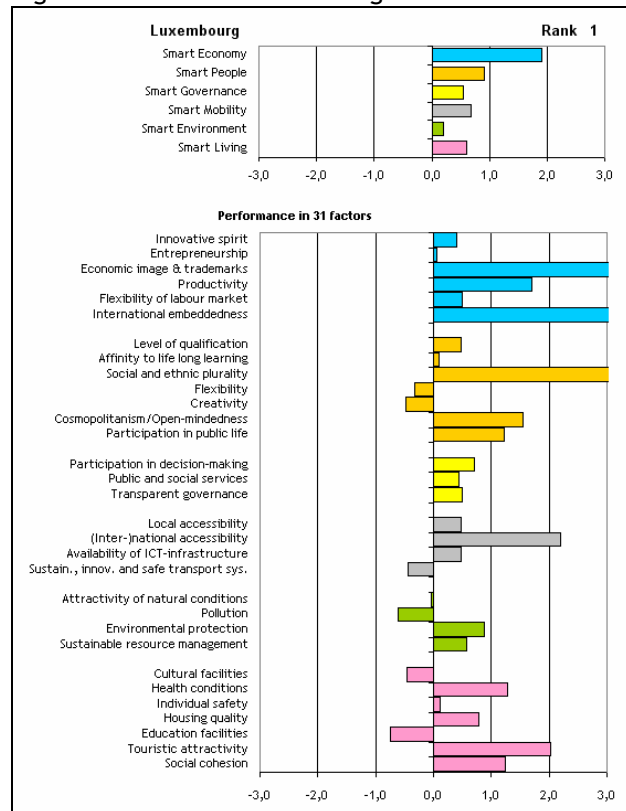 Luxembourg Rank 1
Smart Economy
Smart People
Smart Governance
Smart Mobility
Smart Environment
Smart Living
-3,0 -2,0 -1,0 0,0 1,0 2,0 3,0
Performance in 31 factors
Innovative spirit
Entrepreneurship
Economic image & trademarks
Productivity
Flexibility of labour market
International embeddedness
Level of qualification
Affinity to life long learning
Social and ethnic plurality
Flexibility
Creativity
Cosmopolitanism/Open-mindedness
Participation in public life
Participation in decision-making
Public and social services
Transparent governance
Local accessibility
(Inter-)national accessibility
Availability of ICT-infrastructure
Sustain., innov. and safe transport sys.
Attractivity of natural conditions
Pollution
Environmental protection
Sustainable resource management
Cultural facilities
Health conditions
Individual safety
Housing quality
Education facilities
Touristic attractivity
Social cohesion
-3,0 -2,0 -1,0 0,0 1,0 2,0 3,0